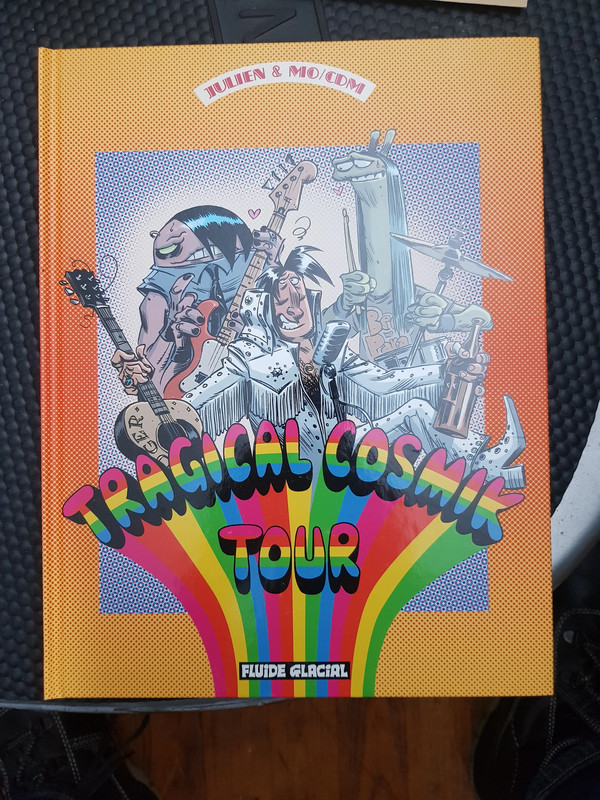 JULIEN & MO/CDM
TRAGICAL COSMIK
TOUR
FLUIDE GLACIAL